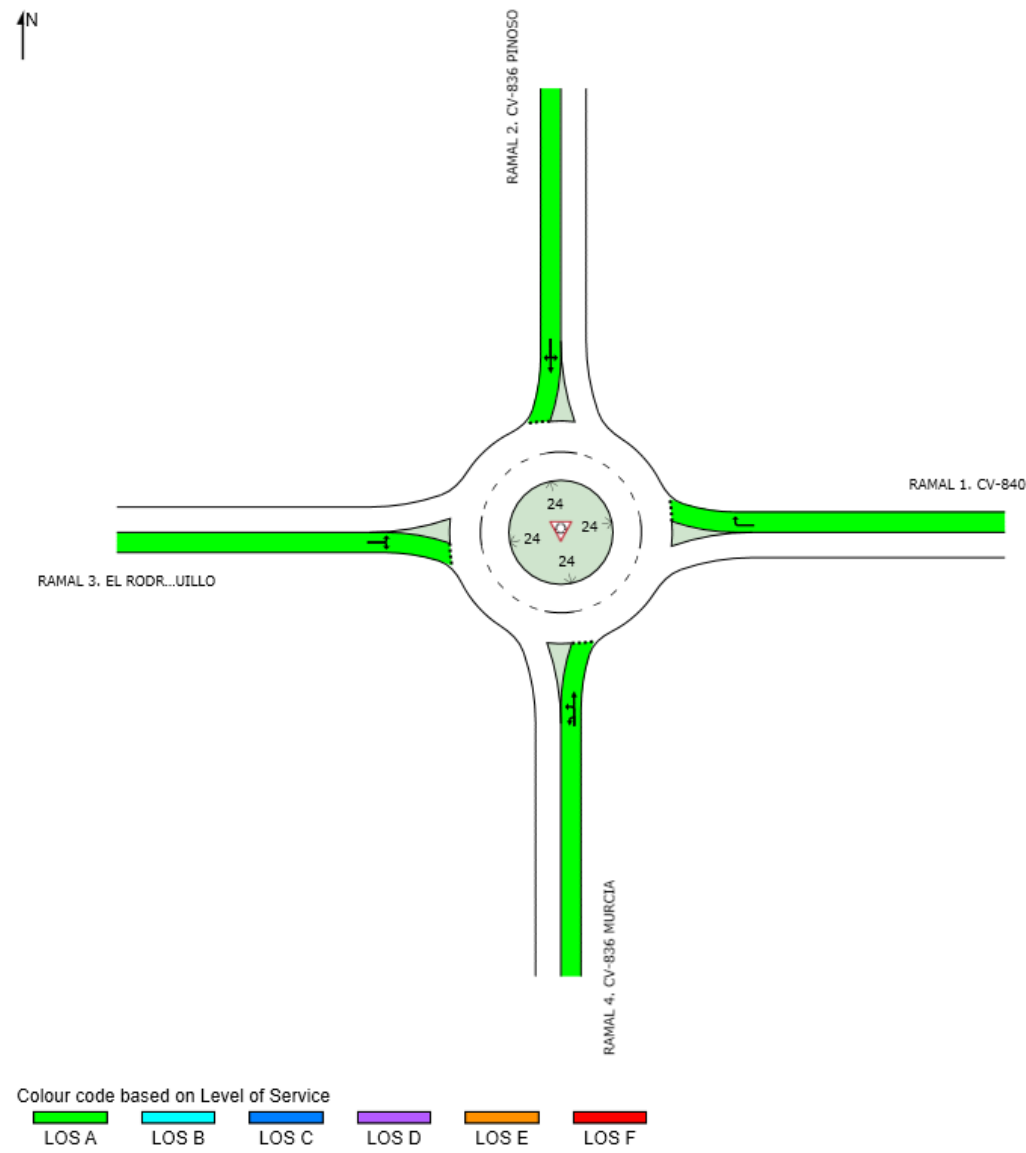 N
RAMAL 2. CV-836 PINOSO
RAMAL 1. CV-840
24
24
24
24
RAMAL 3. EL RODR...UILLO
RAMAL 4. CV-836 MURCIA
Colour code based on Level of Service
LOS A LOS B LOS C LOS D LOS E LOS F